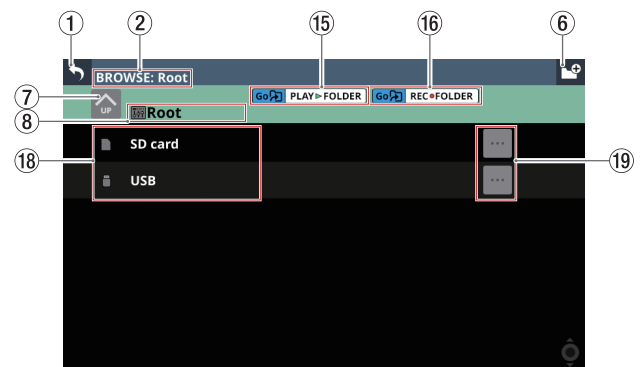 1 2 15 16 6
BROWSE: Root
7 UP Go PLAY FOLDER Go REC FOLDER
8 Root
18 SD card ... 19
USB ...